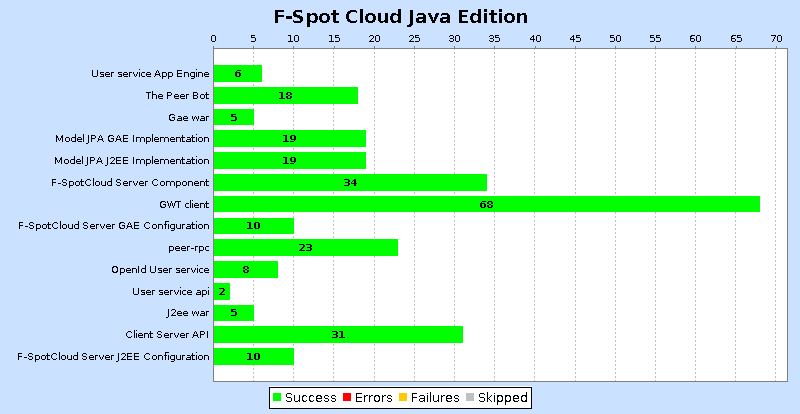 F-Spot Cloud Java Edition
0 5 10 15 20 25 30 35 40 45 50 55 60 65 70
User service App Engine 6
The Peer Bot 18
Gae war 5
Model JPA GAE Implementation 19
Model JPA J2EE Implementation 19
F-SpotCloud Server Component 34
GWT client 68
F-SpotCloud Server GAE Configuration 10
peer-rpc 23
OpenId User service 8
User service api 2
J2ee war 5
Client Server API 31
F-SpotCloud Server J2EE Configuration 10
Success Errors Failures Skipped